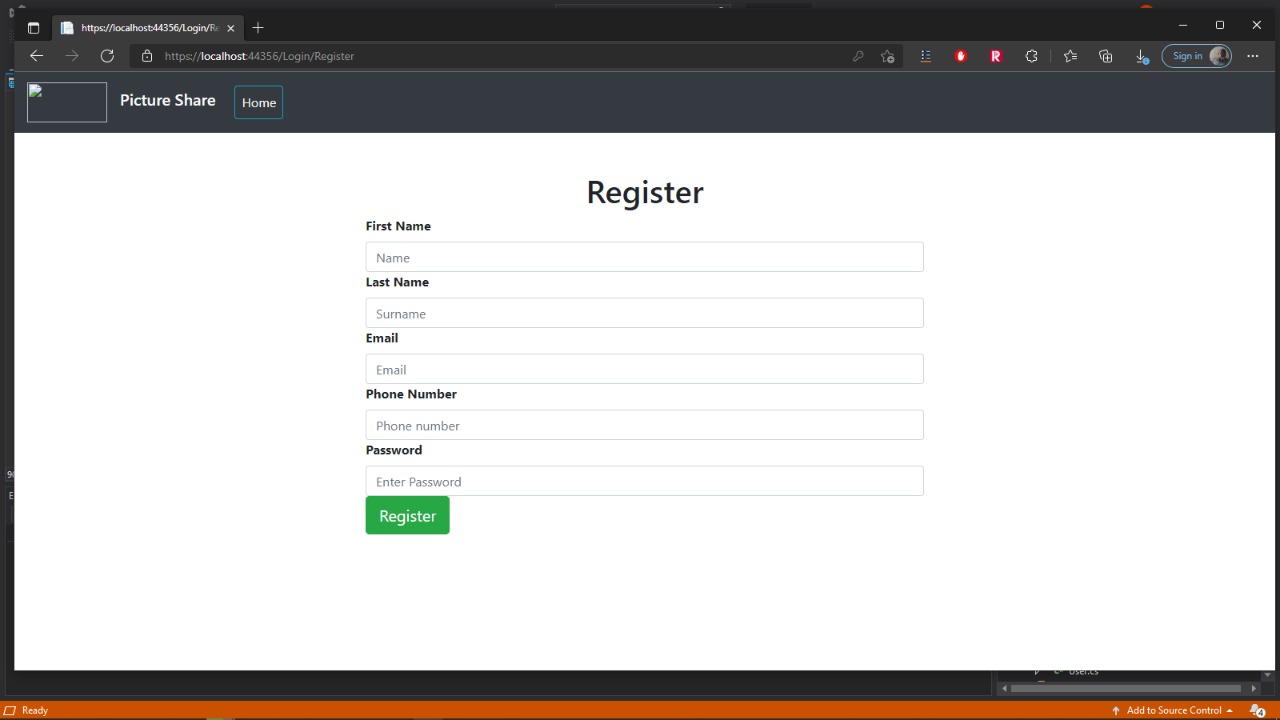 https://localhost:44356/Login/Re
https://localhost:44356/Login/Register
Sign in
Picture Share
Home
Register
First Name
Name
Last Name
Surname
Email
Email
Phone Number
Phone number
Password
Enter Password
Register
User.cs
Ready
Add to Source Control
4